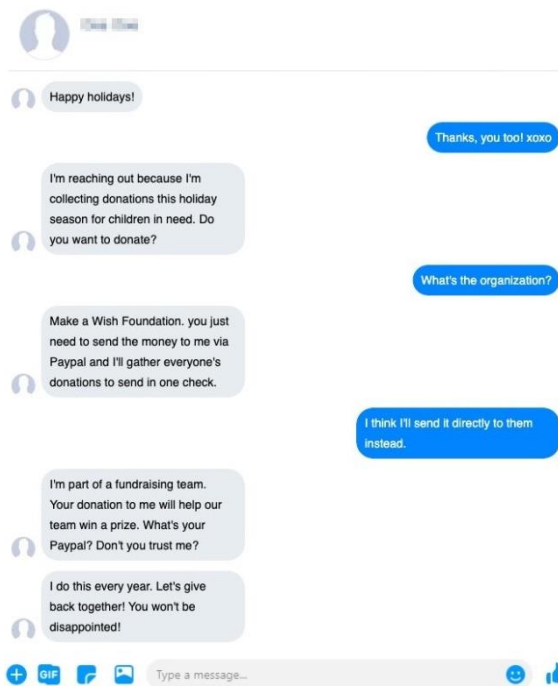 Happy holidays!
Thanks, you too! xoxo
I'm reaching out because I'm
collecting donations this holiday
season for children in need. Do
you want to donate?
What's the organization?
Make a Wish Foundation. you just
need to send the money to me via
Paypal and I'll gather everyone's
donations to send in one check.
I think I'll send it directly to them
instead.
I'm part of a fundraising team.
Your donation to me will help our
team win a prize. What's your
Paypal? Don't you trust me?
I do this every year. Let's give
back together! You won't be
disappointed!
GIF
Type a message...